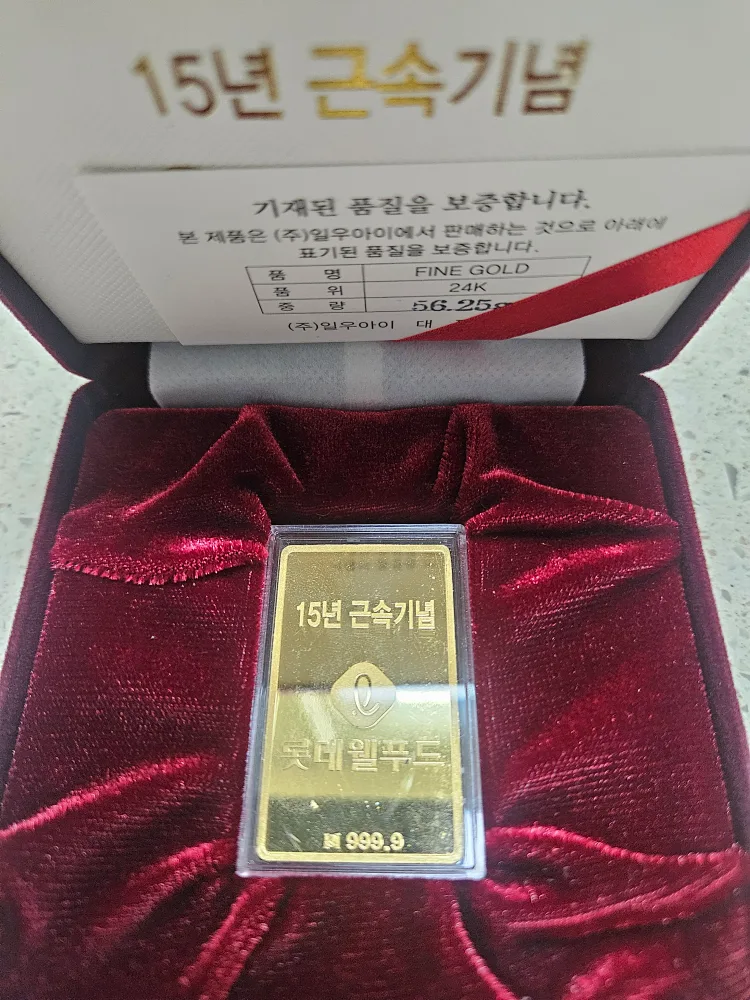 15년 근속기념
기재된 품질을 보증합니다.
본 제품은 (주)일우아이에서 판매하는 것으로 아래에
표기된 품질을 보증합니다.
품 명 FINE GOLD
품 위 24K
중 량 56.25g
(주)일우아이 대
15년 근속기념
롯데웰푸드
999.9